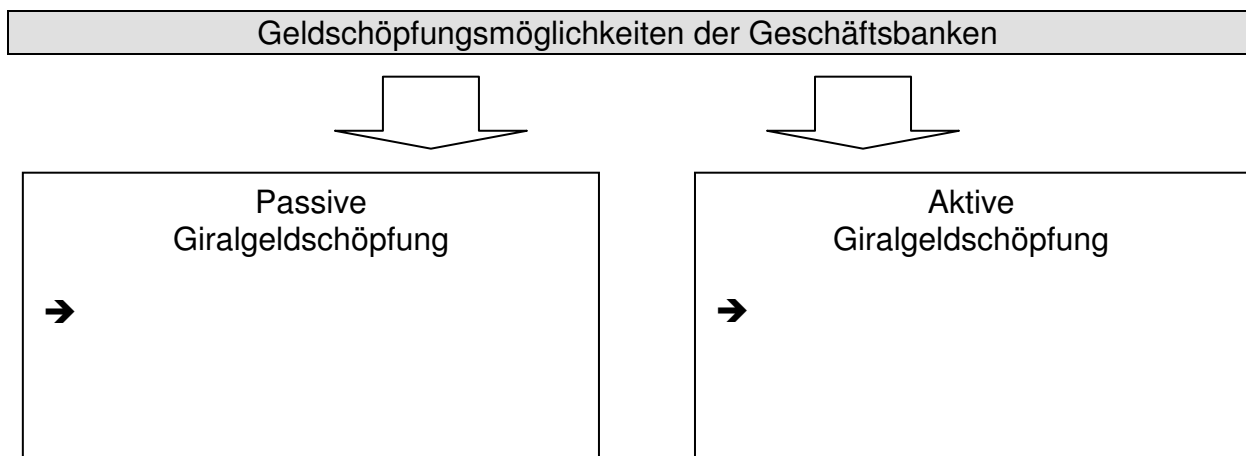 Geldschöpfungsmöglichkeiten der Geschäftsbanken
Passive
Giralgeldschöpfung
➔
Aktive
Giralgeldschöpfung
➔